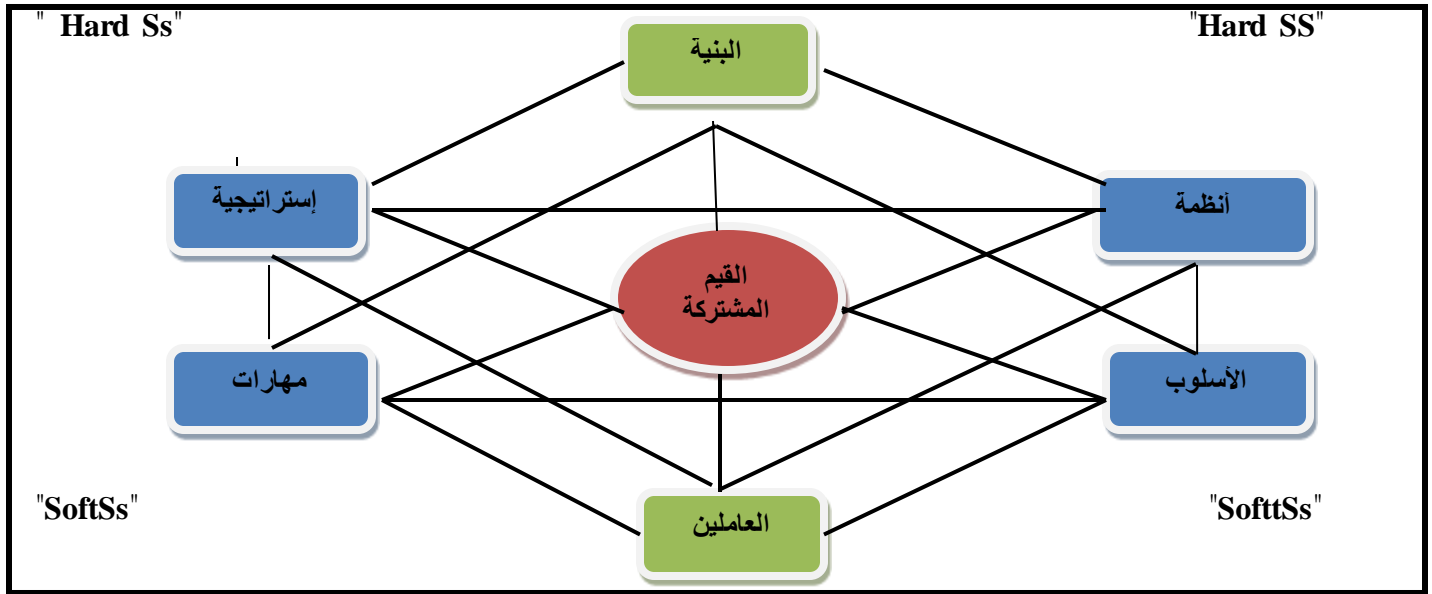 " Hard Ss"
"Hard SS"
البنية
إستراتيجية
أنظمة
القيم
المشتركة
مهارات
الأسلوب
"SoftSs"
"SofttSs"
العاملين